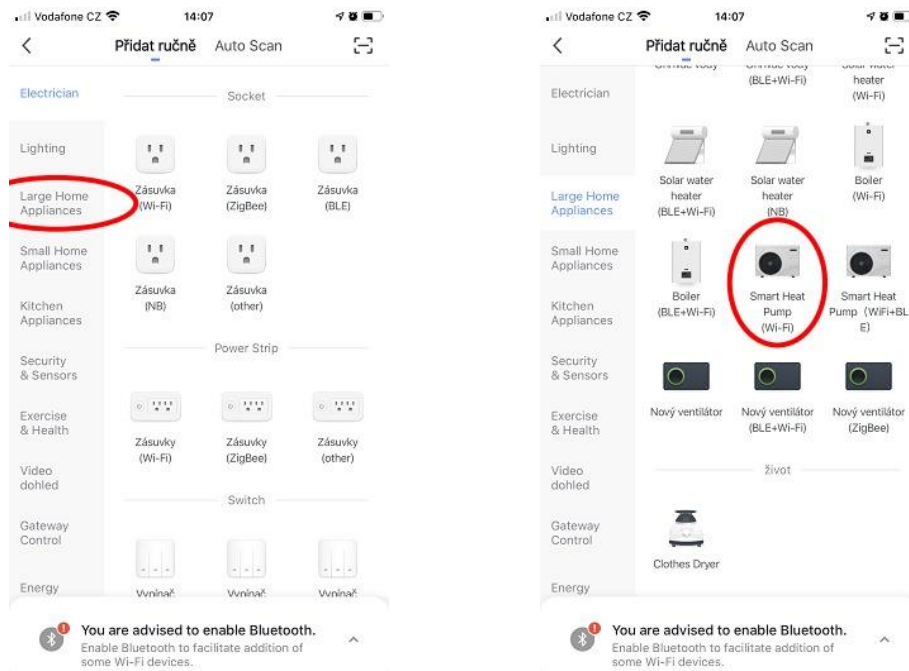 Vodafone CZ 14:07
Přidat ručně Auto Scan
Electrician
Lighting
Large Home
Appliances
Small Home
Appliances
Kitchen
Appliances
Security
& Sensors
Exercise
& Health
Video
dohled
Gateway
Control
Energy
Socket
Zásuvka
(Wi-Fi)
Zásuvka
(ZigBee)
Zásuvka
(BLE)
Zásuvka
(NB)
Zásuvka
(other)
Power Strip
Zásuvky
(Wi-Fi)
Zásuvky
(ZigBee)
Zásuvky
(other)
Switch
Vypínač
Vypínač
Vypínač
You are advised to enable Bluetooth.
Enable Bluetooth to facilitate addition of
some Wi-Fi devices.
Vodafone CZ 14:07
Přidat ručně Auto Scan
Electrician
Lighting
Large Home
Appliances
Small Home
Appliances
Kitchen
Appliances
Security
& Sensors
Exercise
& Health
Video
dohled
Gateway
Control
Energy
(BLE+Wi-Fi)
heater
(Wi-Fi)
Solar water
heater
(BLE+Wi-Fi)
Solar water
heater
(NB)
Boiler
(Wi-Fi)
Boiler
(BLE+Wi-Fi)
Smart Heat
Pump
(Wi-Fi)
Smart Heat
Pump（WiFi+BL
E)
Nový ventilátor
Nový ventilátor
(BLE+Wi-Fi)
Nový ventilátor
(ZigBee)
život
Clothes Dryer
You are advised to enable Bluetooth.
Enable Bluetooth to facilitate addition of
some Wi-Fi devices.